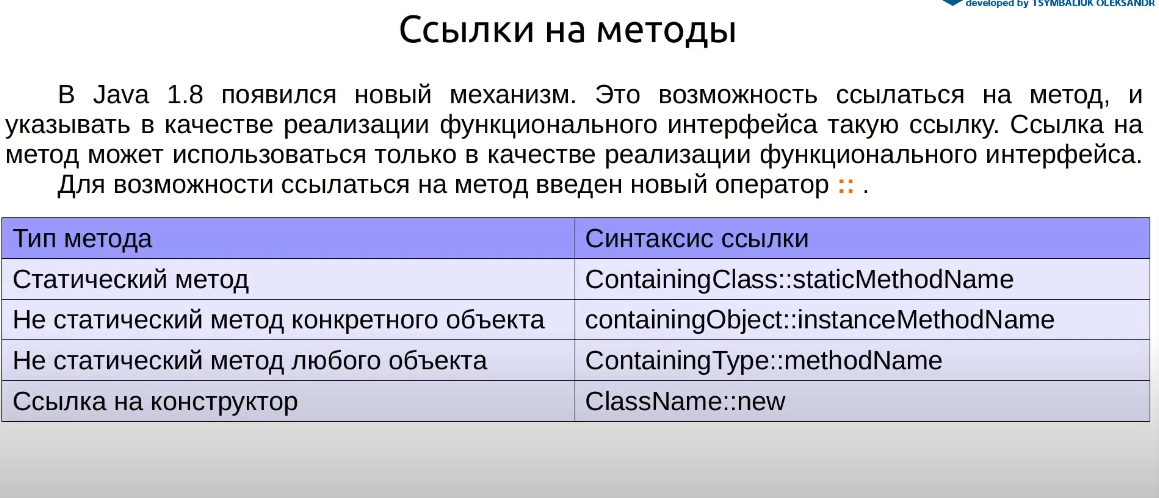 developed by TSYMBALIUK OLEKSANDR
Ссылки на методы
В Java 1.8 появился новый механизм. Это возможность ссылаться на метод, и
указывать в качестве реализации функционального интерфейса такую ссылку. Ссылка на
метод может использоваться только в качестве реализации функционального интерфейса.
Для возможности ссылаться на метод введен новый оператор :: .
Тип метода Синтаксис ссылки
Статический метод ContainingClass::staticMethodName
Не статический метод конкретного объекта containingObject::instanceMethodName
Не статический метод любого объекта ContainingType::methodName
Ссылка на конструктор ClassName::new